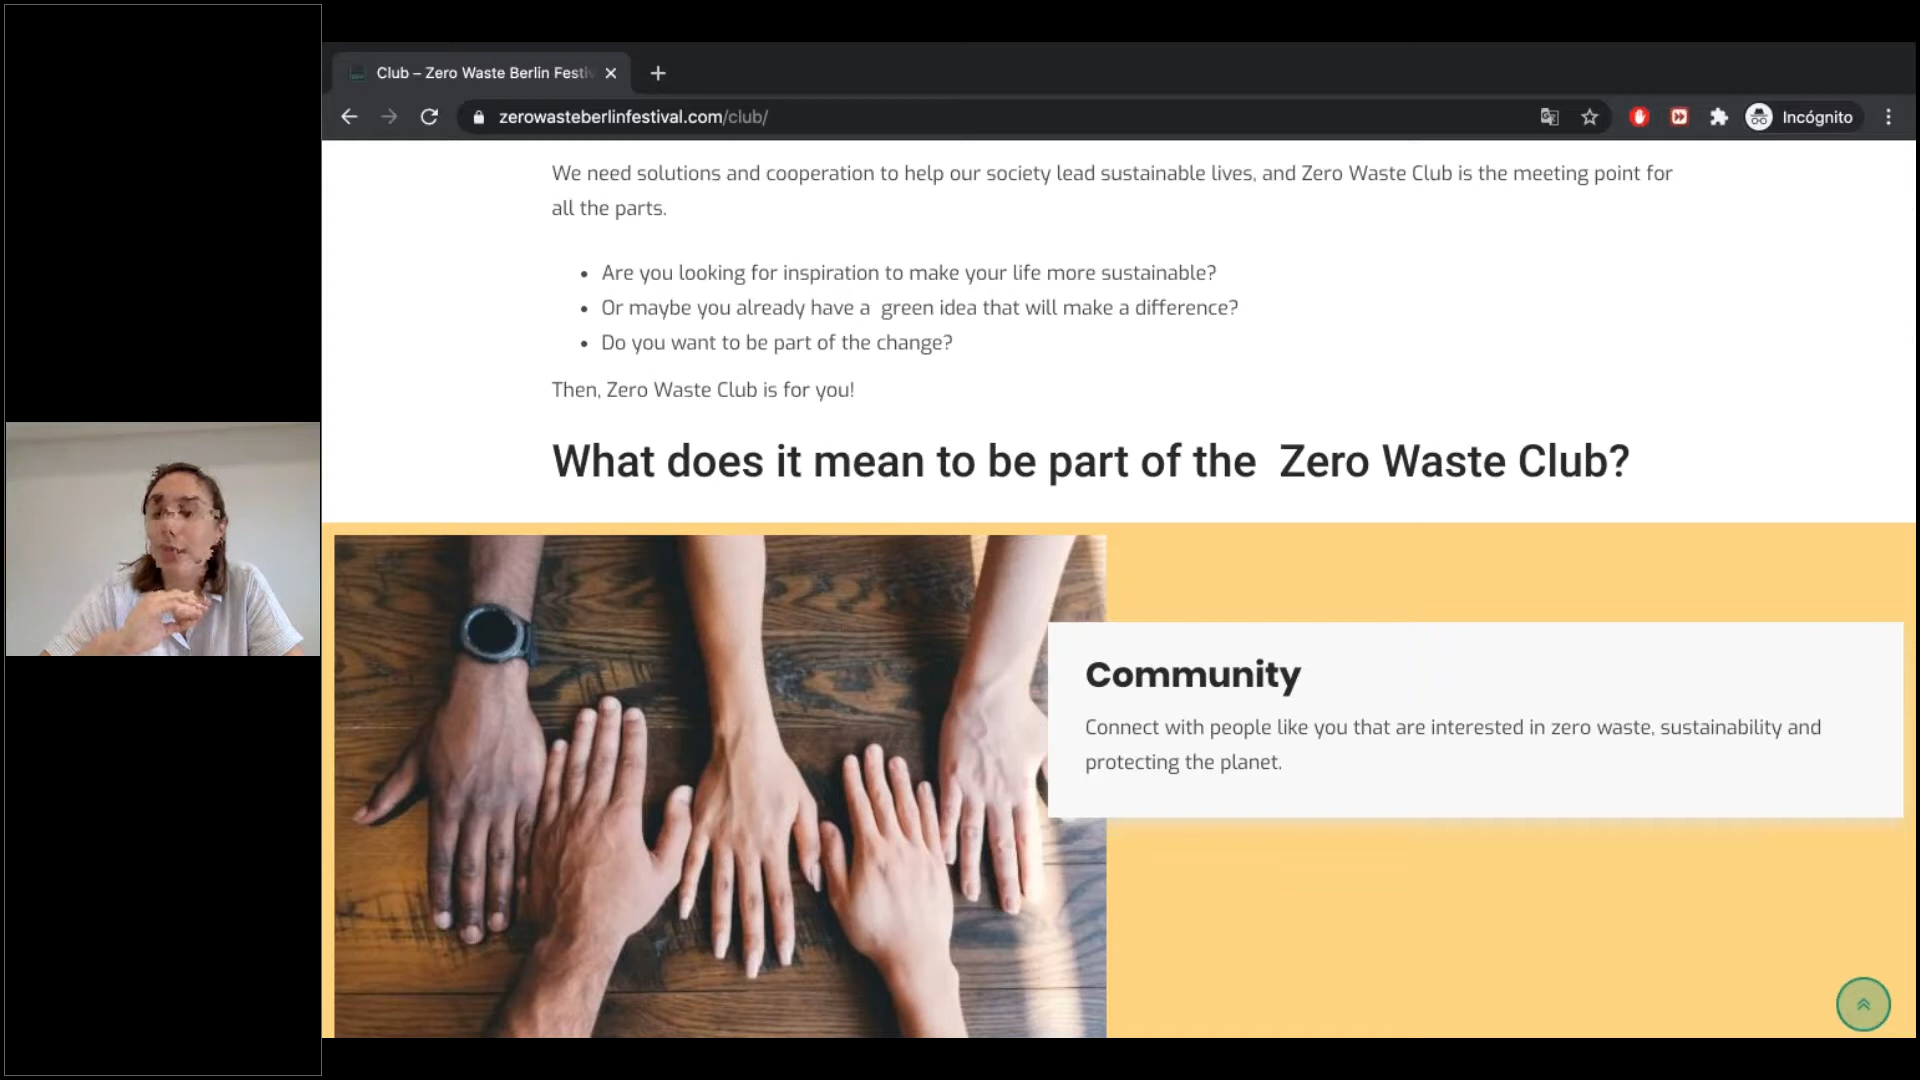 Club – Zero Waste Berlin Festiv
zerowasteberlinfestival.com/club/
Incógnito
We need solutions and cooperation to help our society lead sustainable lives, and Zero Waste Club is the meeting point for
all the parts.
Are you looking for inspiration to make your life more sustainable?
Or maybe you already have a  green idea that will make a difference?
Do you want to be part of the change?
Then, Zero Waste Club is for you!
What does it mean to be part of the  Zero Waste Club?
Community
Connect with people like you that are interested in zero waste, sustainability and
protecting the planet.